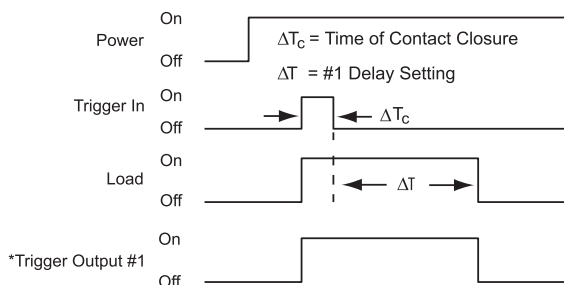 On
Power
Off
ΔTc = Time of Contact Closure
ΔT = #1 Delay Setting
On
Trigger In
Off
ΔTc
On
Load
Off
ΔT
On
*Trigger Output #1
Off